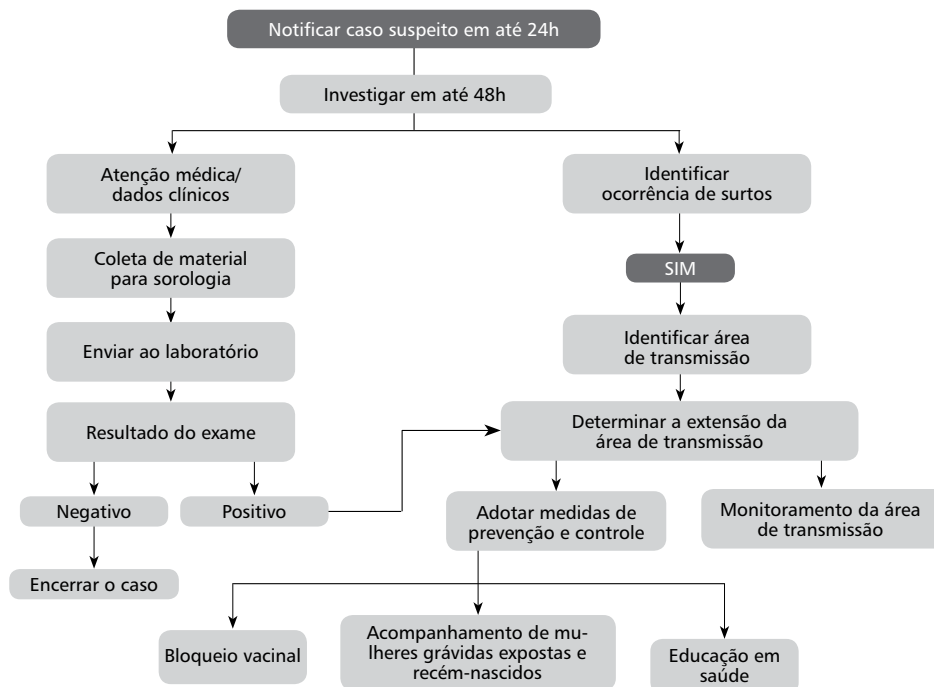 Notificar caso suspeito em até 24h
Investigar em até 48h
Atenção médica/
dados clínicos
Coleta de material
para sorologia
Enviar ao laboratório
Resultado do exame
Negativo
Positivo
Encerrar o caso
Identificar
ocorrência de surtos
SIM
Identificar área
de transmissão
Determinar a extensão da
área de transmissão
Adotar medidas de
prevenção e controle
Monitoramento da área
de transmissão
Bloqueio vacinal
Acompanhamento de mu-
lheres grávidas expostas e
recém-nascidos
Educação em
saúde